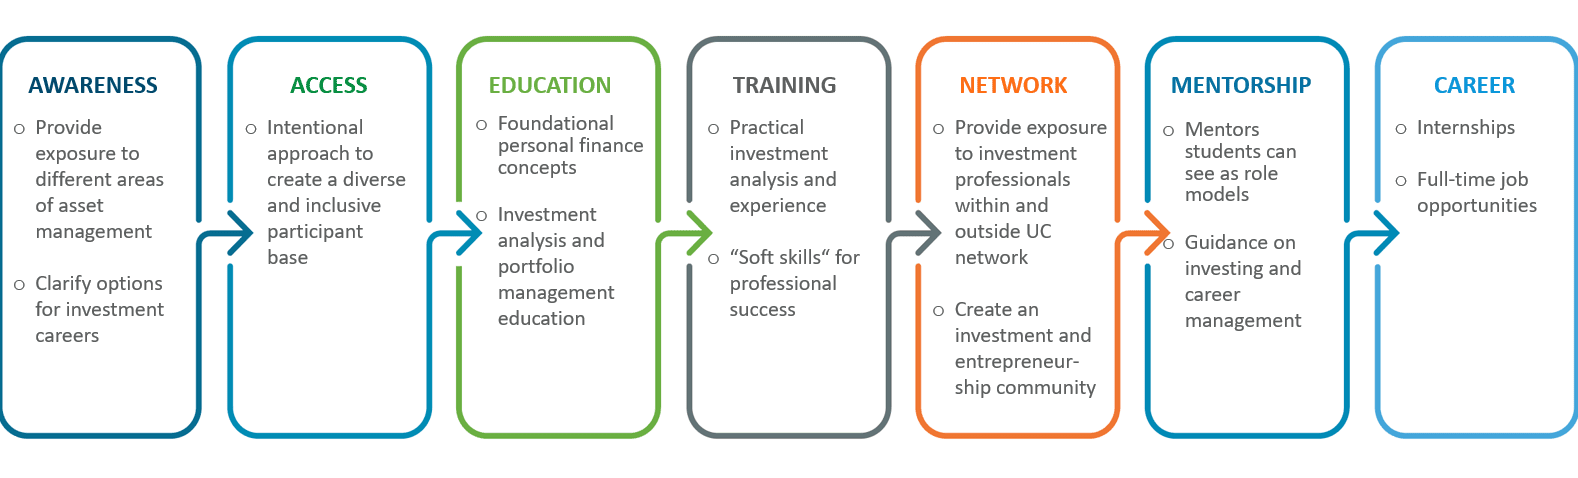 AWARENESS
○ Provide
exposure to
different areas
of asset
management
○ Clarify options
for investment
careers
ACCESS
○ Intentional
approach to
create a diverse
and inclusive
participant
base
EDUCATION
○ Foundational
personal finance
concepts
○ Investment
analysis and
portfolio
management
education
TRAINING
○ Practical
investment
analysis and
experience
○ “Soft skills“ for
professional
success
NETWORK
○ Provide exposure
to investment
professionals
within and
outside UC
network
○ Create an
investment and
entrepreneur-
ship community
MENTORSHIP
○ Mentors
students can
see as role
models
○ Guidance on
investing and
career
management
CAREER
○ Internships
○ Full-time job
opportunities